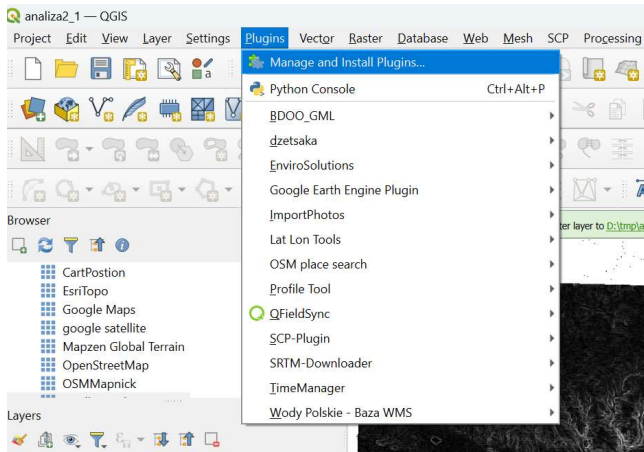 analiza2_1 — QGIS
Project Edit View Layer Settings Plugins Vector Raster Database Web Mesh SCP Processing
Manage and Install Plugins...
Python Console Ctrl+Alt+P
BDOO_GML
dzetsaka
EnviroSolutions
Google Earth Engine Plugin
ImportPhotos
Lat Lon Tools
OSM place search
Profile Tool
QFieldSync
SCP-Plugin
SRTM-Downloader
TimeManager
Wody Polskie - Baza WMS
ter layer to D:\tmp\a
Browser
CartPostion
EsriTopo
Google Maps
google satellite
Mapzen Global Terrain
OpenStreetMap
OSMMapnick
Layers